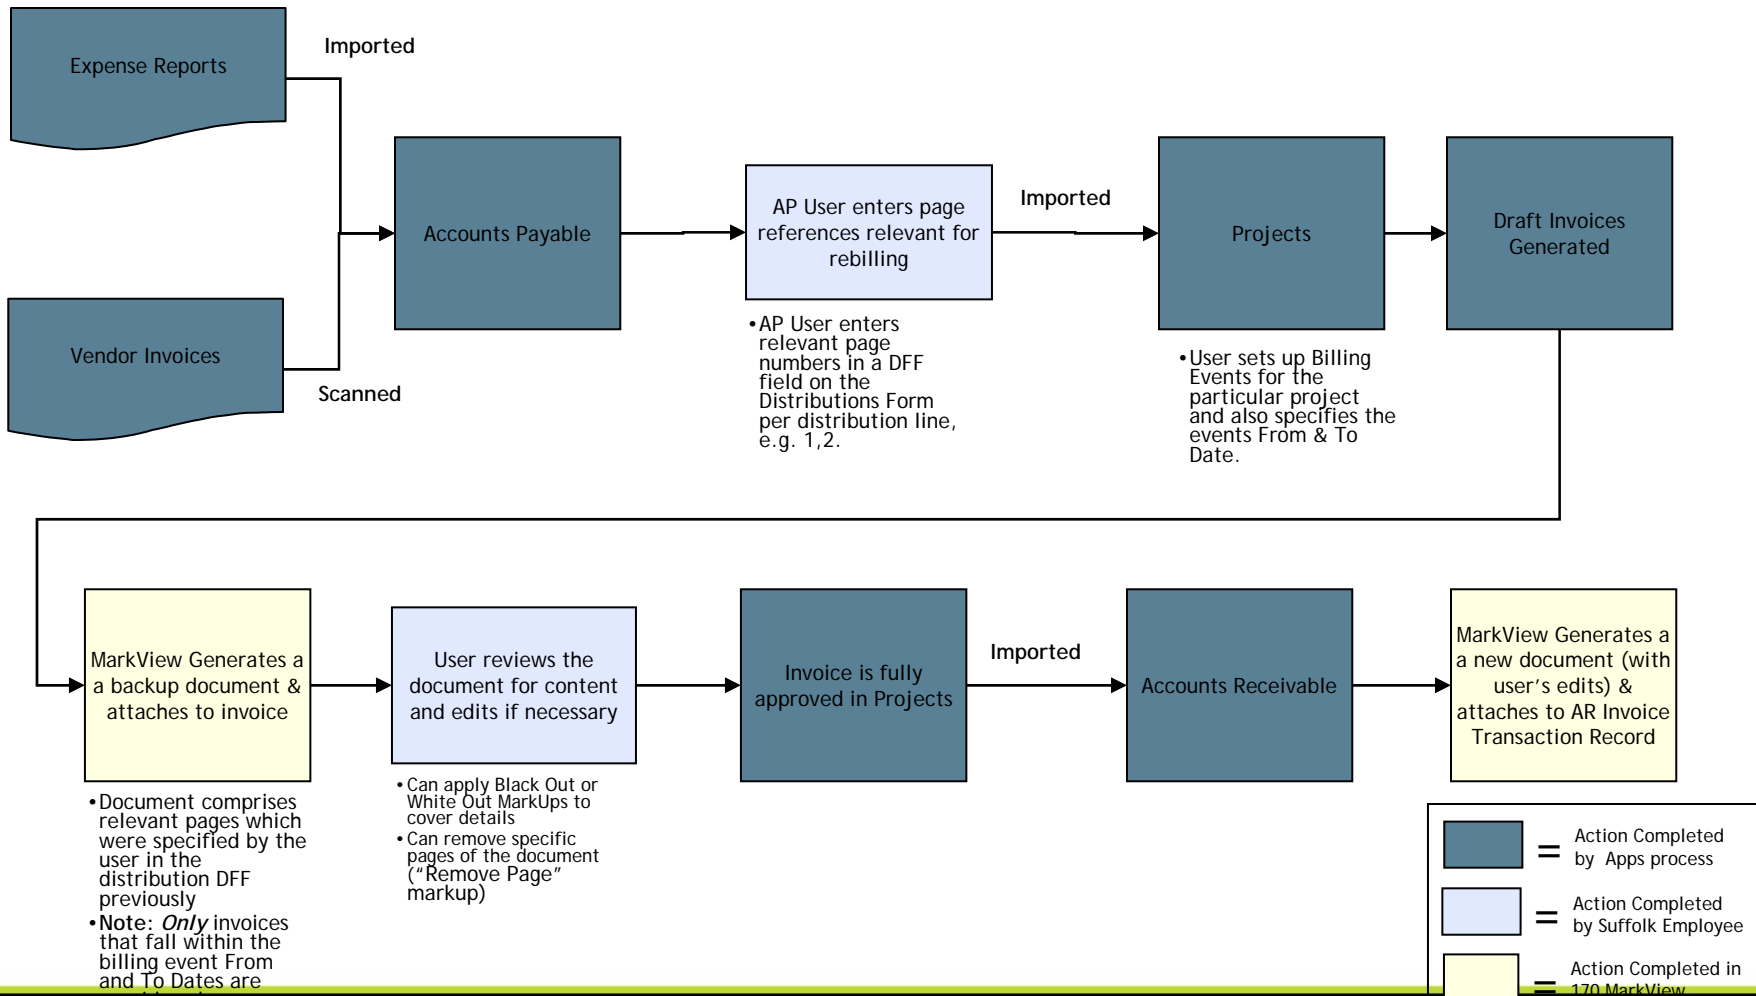 Imported
Expense Reports
Accounts Payable
AP User enters page
references relevant for
rebilling
Imported
Projects
Draft Invoices
Generated
Vendor Invoices
Scanned
•AP User enters
relevant page
numbers in a DFF
field on the
Distributions Form
per distribution line,
e.g. 1,2.
•User sets up Billing
Events for the
particular project
and also specifies the
events From & To
Date.
MarkView Generates a
a backup document &
attaches to invoice
User reviews the
document for content
and edits if necessary
Invoice is fully
approved in Projects
Imported
Accounts Receivable
MarkView Generates a
a new document (with
user’s edits) &
attaches to AR Invoice
Transaction Record
•Document comprises
relevant pages which
were specified by the
user in the
distribution DFF
previously
•Note: Only invoices
that fall within the
billing event From
and To Dates are
•Can apply Black Out or
White Out MarkUps to
cover details
•Can remove specific
pages of the document
(“Remove Page”
markup)
= Action Completed
by Apps process
= Action Completed
by Suffolk Employee
= Action Completed in
170 MarkView